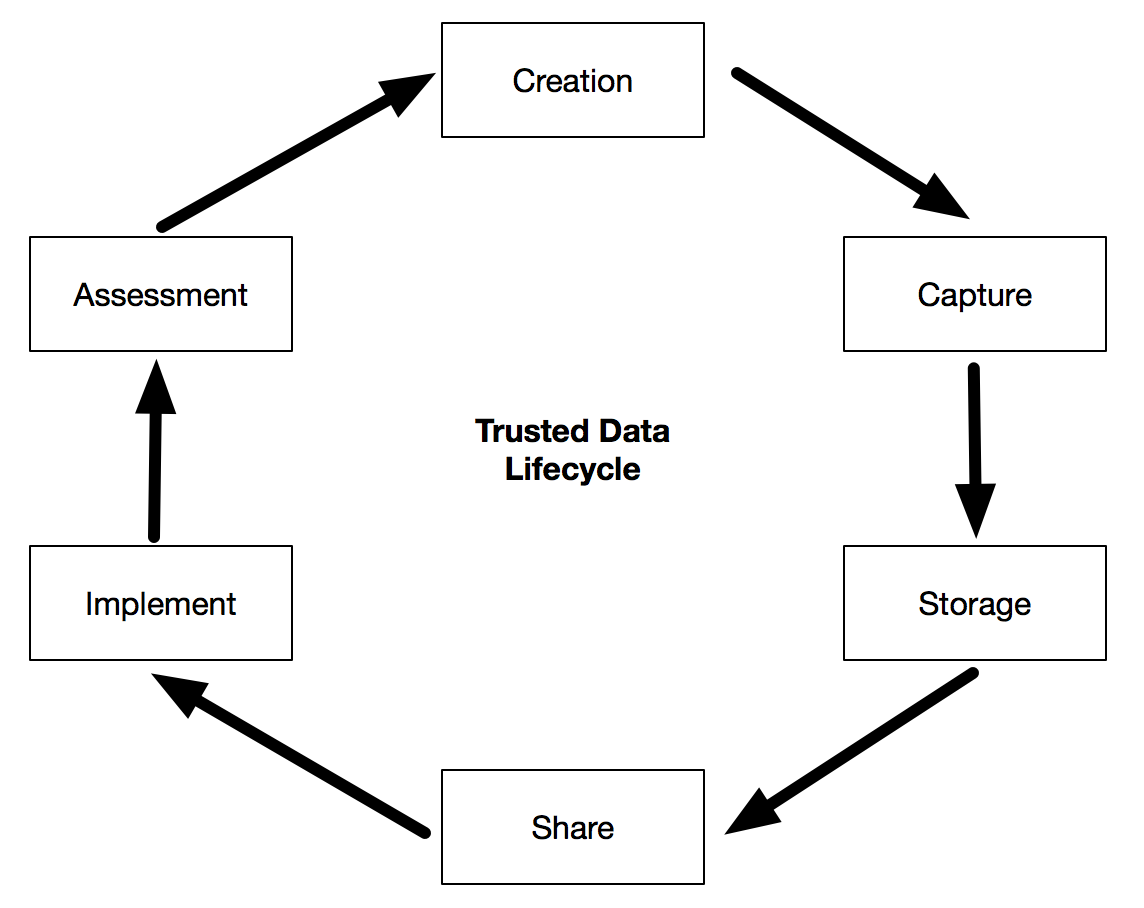 Creation
Assessment
Capture
Trusted Data
Lifecycle
Implement
Storage
Share